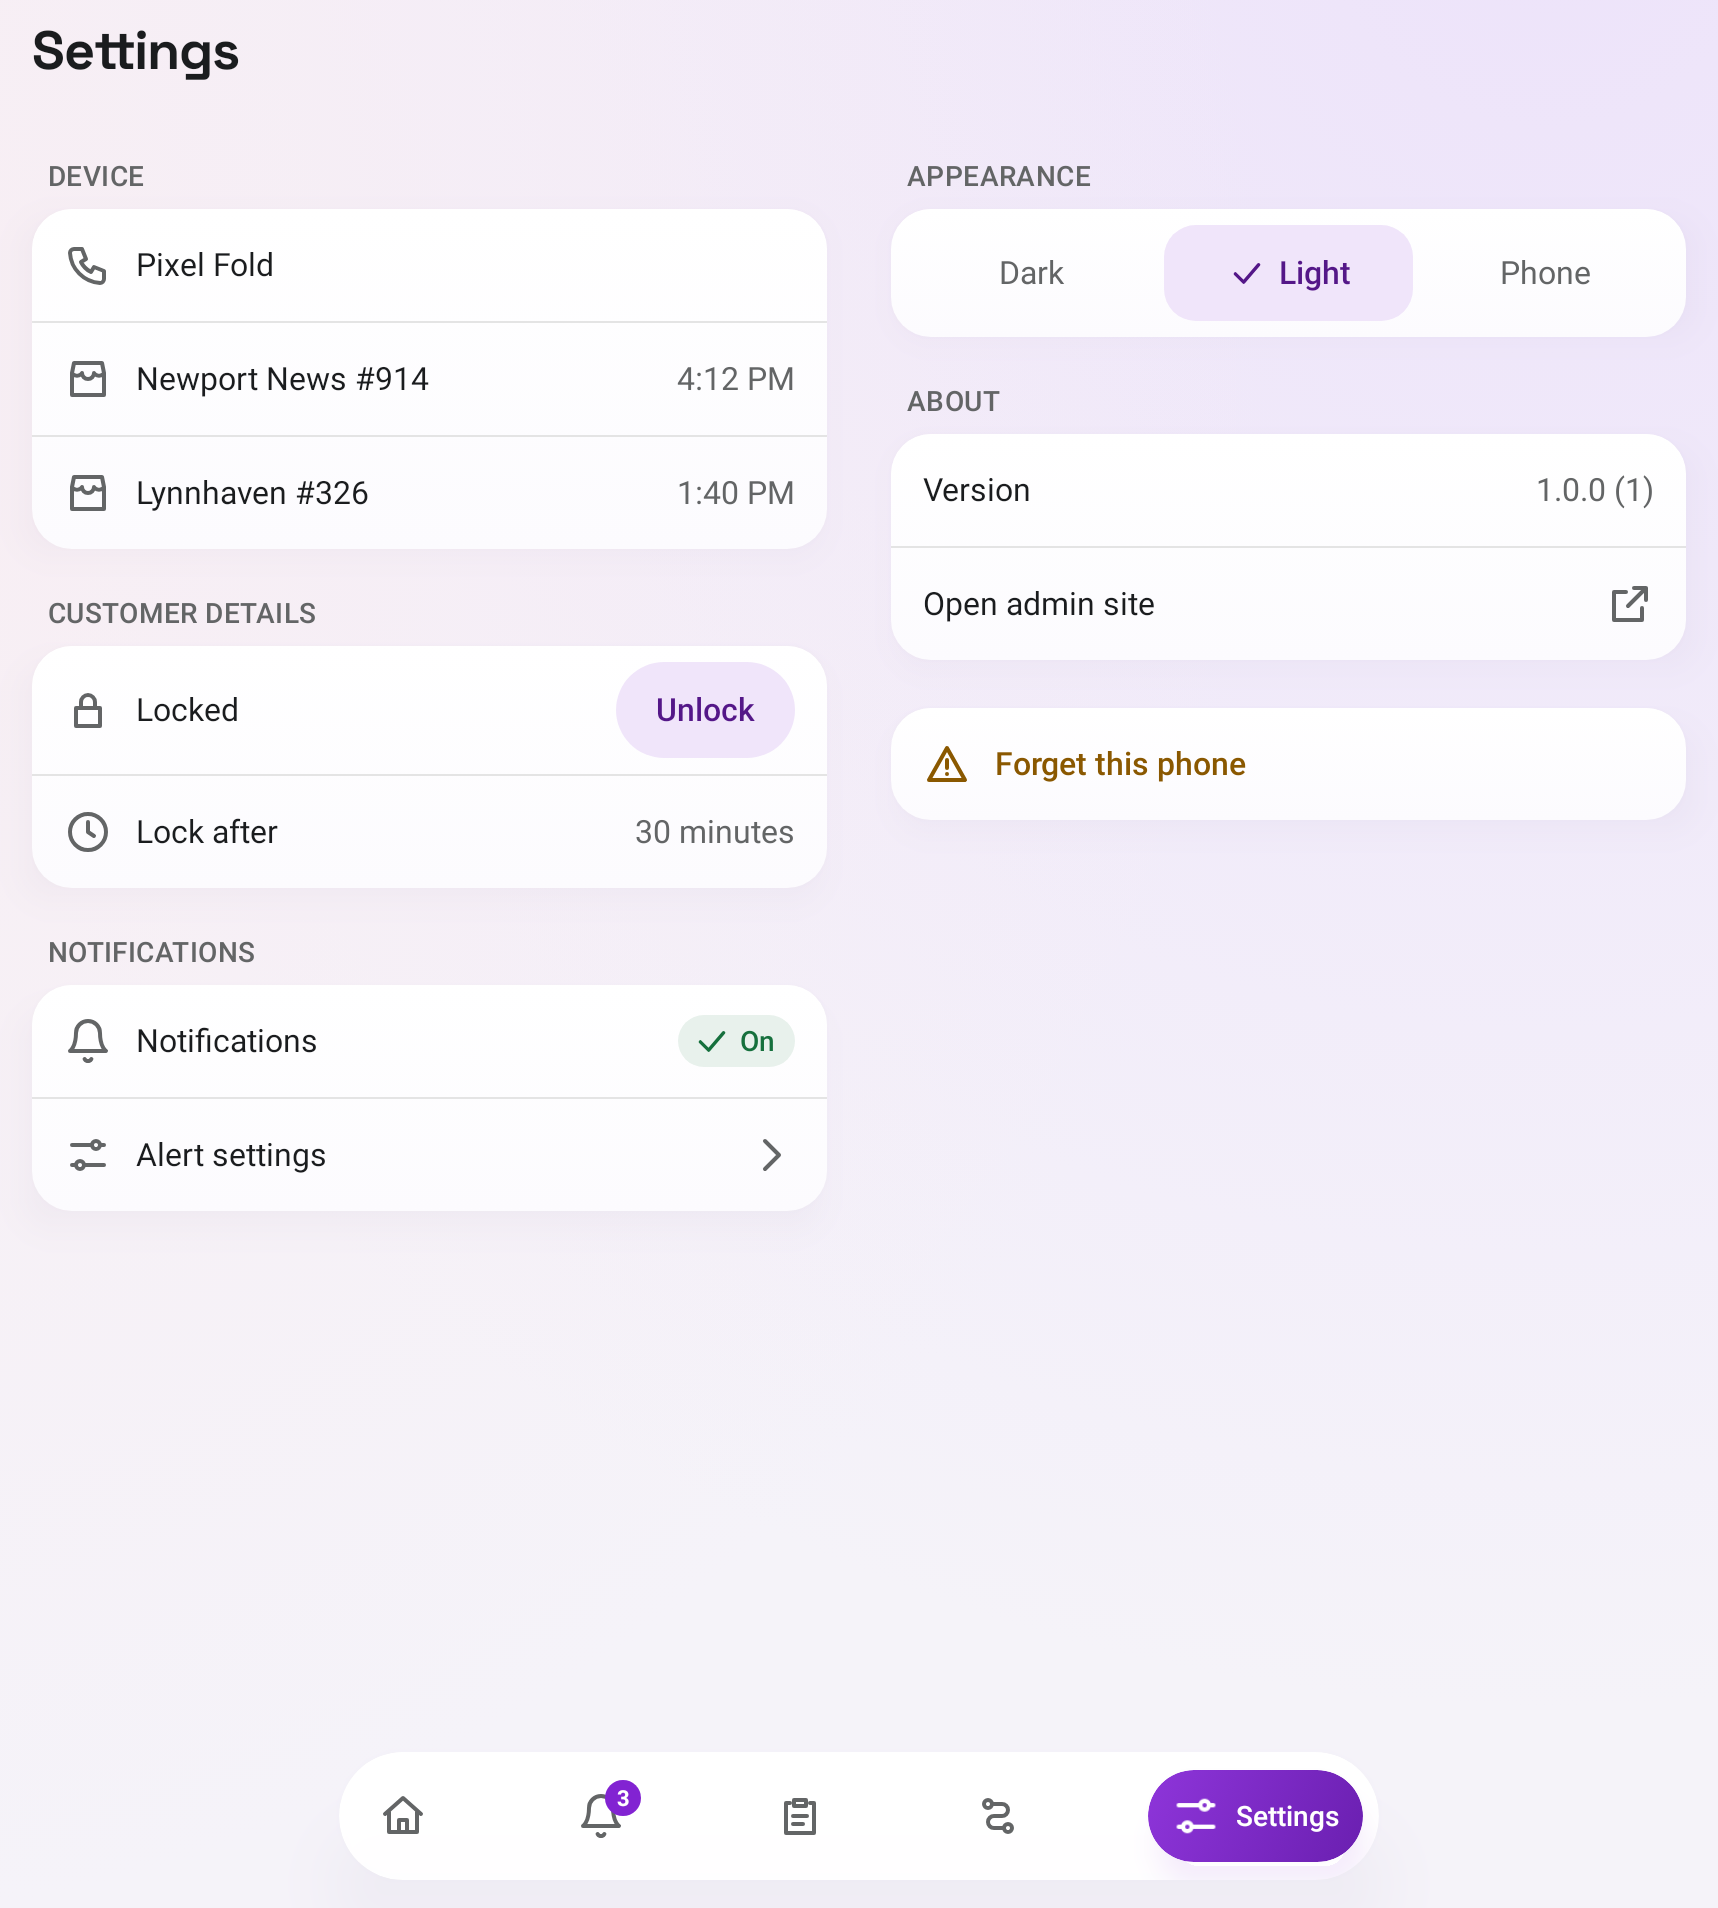 Settings
DEVICE
Pixel Fold
Newport News #914 4:12 PM
Lynnhaven #326 1:40 PM
CUSTOMER DETAILS
Locked Unlock
Lock after 30 minutes
NOTIFICATIONS
Notifications On
Alert settings
APPEARANCE
Dark Light Phone
ABOUT
Version 1.0.0 (1)
Open admin site
Forget this phone
3
Settings